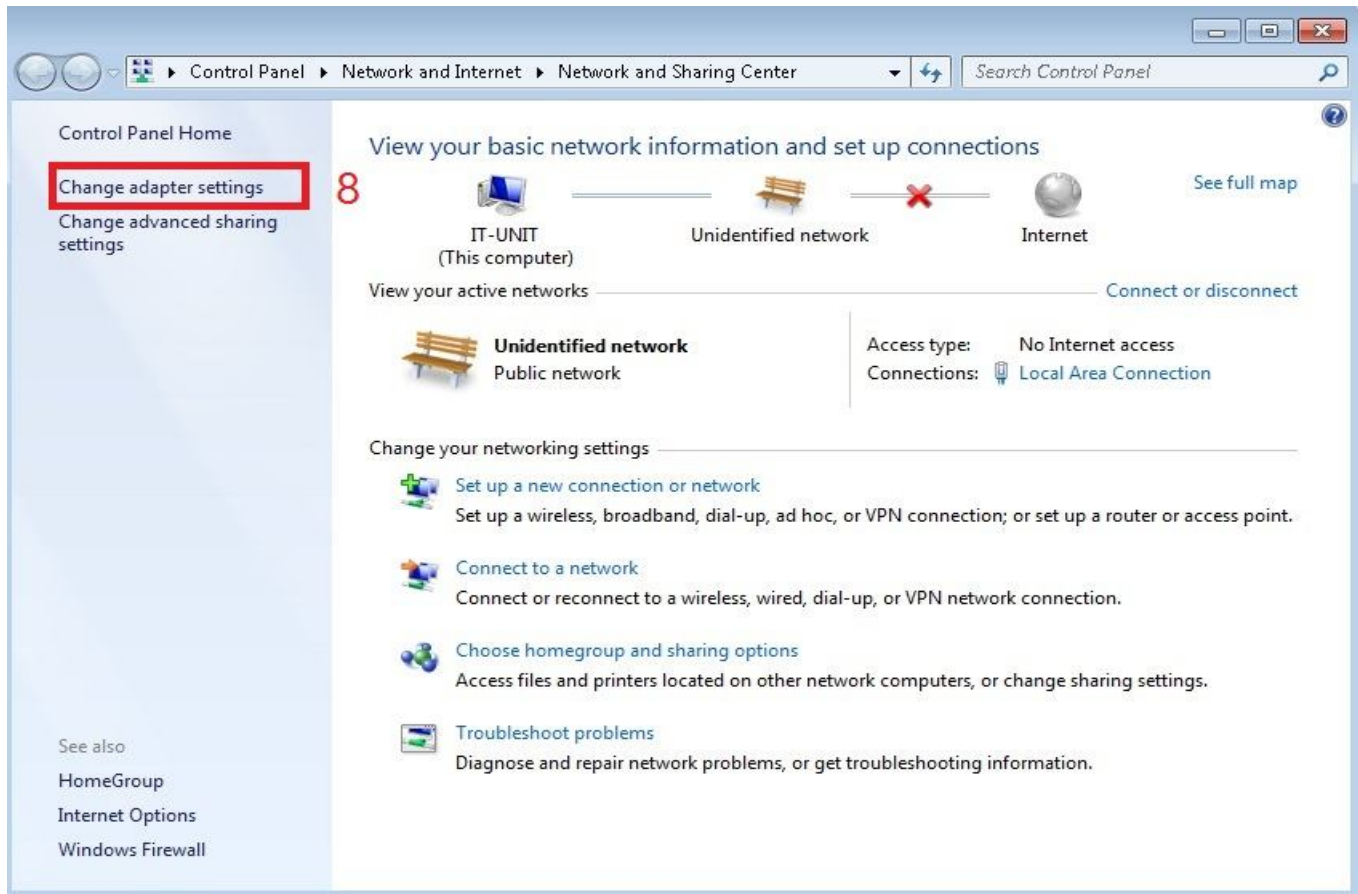 Control Panel ▸ Network and Internet ▸ Network and Sharing Center
Search Control Panel
Control Panel Home
Change adapter settings
8
Change advanced sharing
settings
See also
HomeGroup
Internet Options
Windows Firewall
View your basic network information and set up connections
See full map
IT-UNIT
(This computer)
Unidentified network
Internet
View your active networks
Connect or disconnect
Unidentified network
Public network
Access type: No Internet access
Connections: Local Area Connection
Change your networking settings
Set up a new connection or network
Set up a wireless, broadband, dial-up, ad hoc, or VPN connection; or set up a router or access point.
Connect to a network
Connect or reconnect to a wireless, wired, dial-up, or VPN network connection.
Choose homegroup and sharing options
Access files and printers located on other network computers, or change sharing settings.
Troubleshoot problems
Diagnose and repair network problems, or get troubleshooting information.